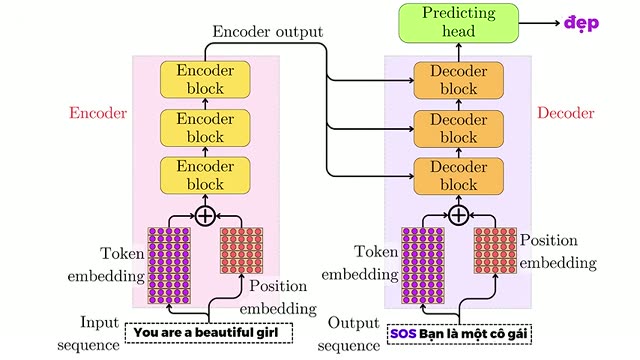 Predicting
head
đẹp
Encoder output
Encoder
block
Encoder
block
Encoder
block
Encoder
Decoder
block
Decoder
block
Decoder
block
Decoder
Token
embedding
Position
embedding
Token
embedding
Position
embedding
Input
sequence
You are a beautiful girl
Output
sequence
SOS Bạn là một cô gái